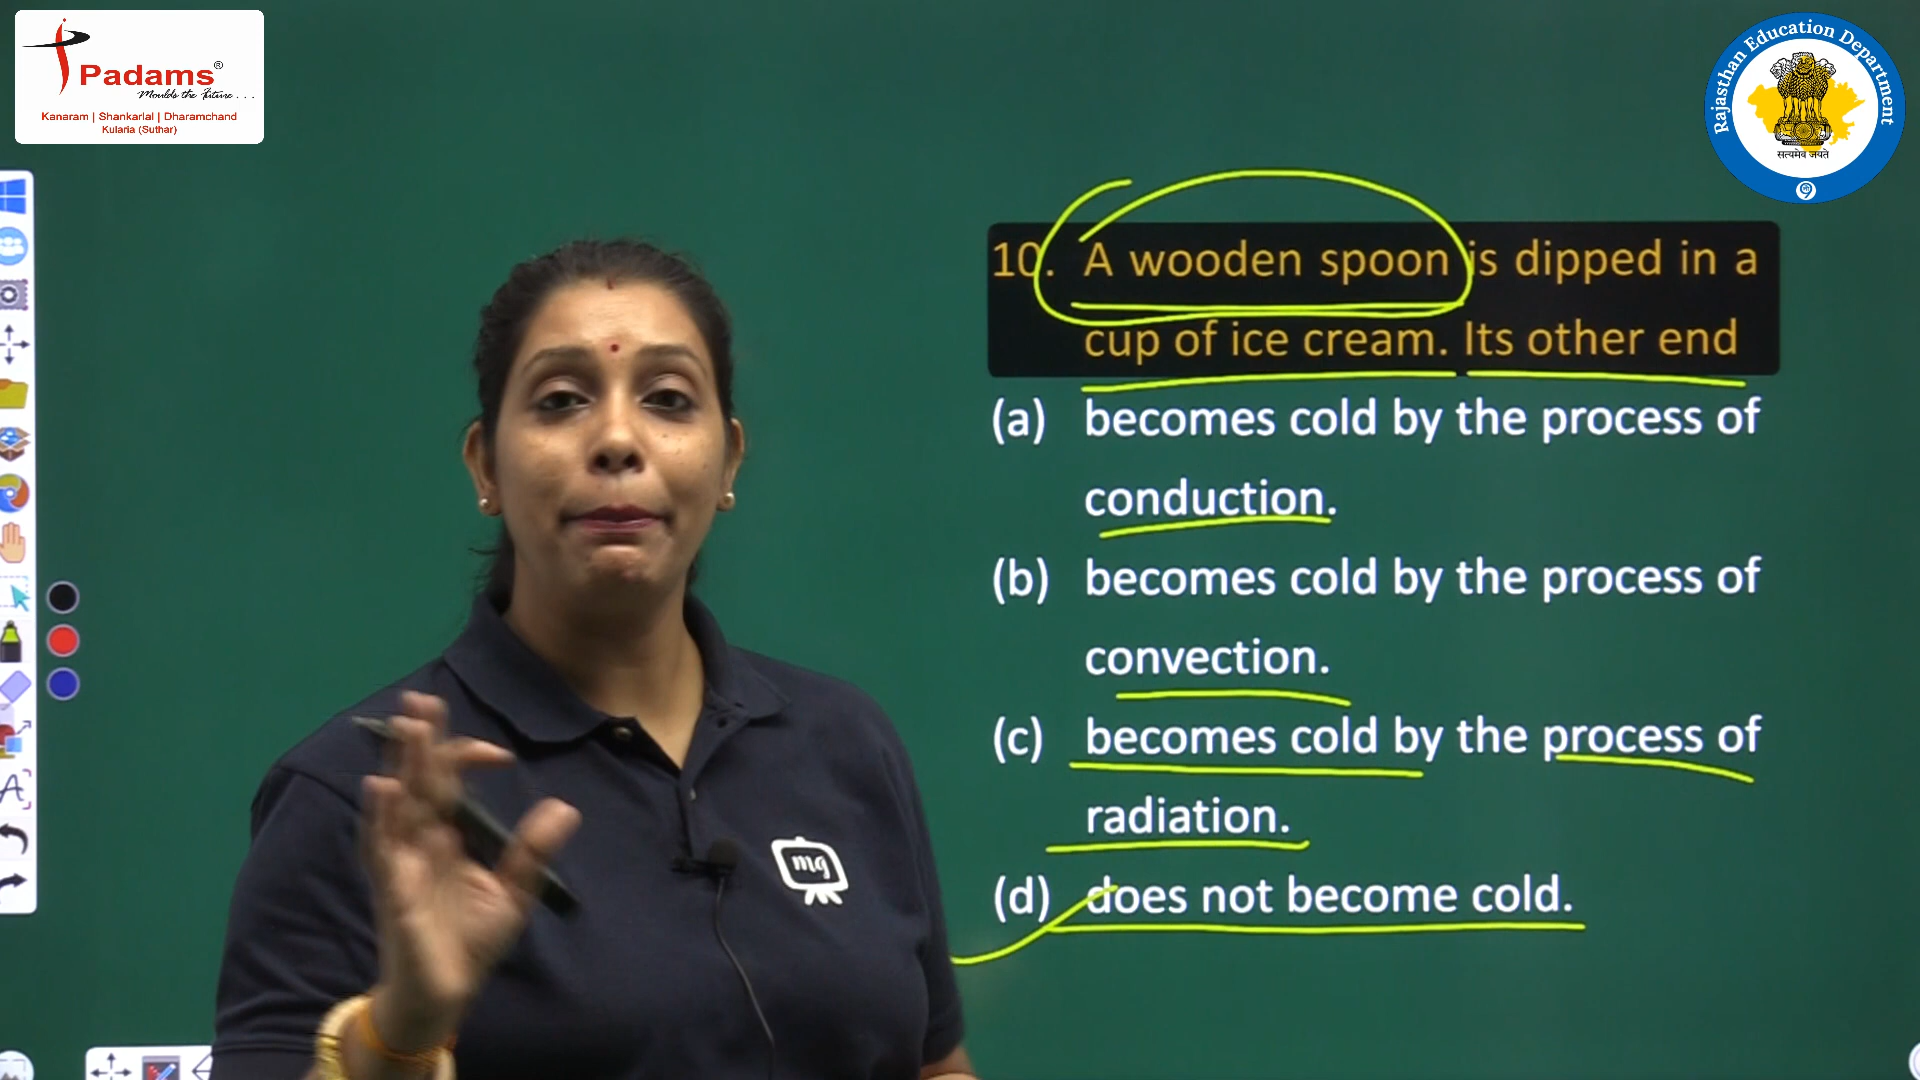 Padams®
Moulds the Future . . .
Kanaram | Shankarlal | Dharamchand
Kularia (Suthar)
Rajasthan Education Department
सत्यमेव जयते
10. A wooden spoon is dipped in a
cup of ice cream. Its other end
(a) becomes cold by the process of
conduction.
(b) becomes cold by the process of
convection.
(c) becomes cold by the process of
radiation.
(d) does not become cold.
mg
A